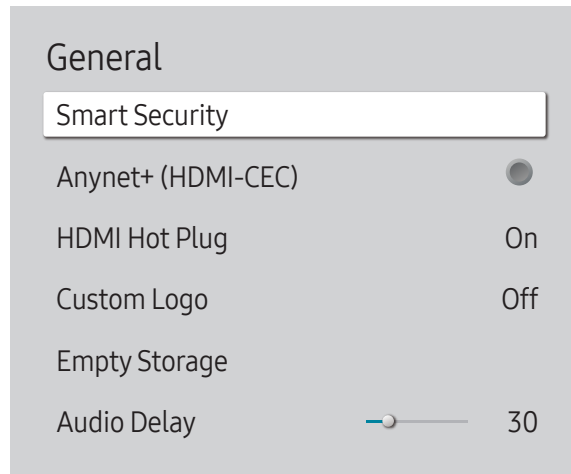 General
Smart Security
Anynet+ (HDMI-CEC)
HDMI Hot Plug On
Custom Logo Off
Empty Storage
Audio Delay 30